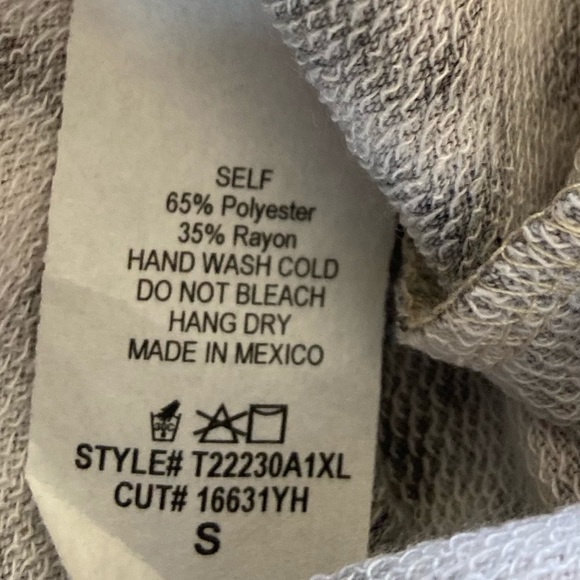 SELF
65% Polyester
35% Rayon
HAND WASH COLD
DO NOT BLEACH
HANG DRY
MADE IN MEXICO
STYLE# T22230A1XL
CUT# 16631YH
S